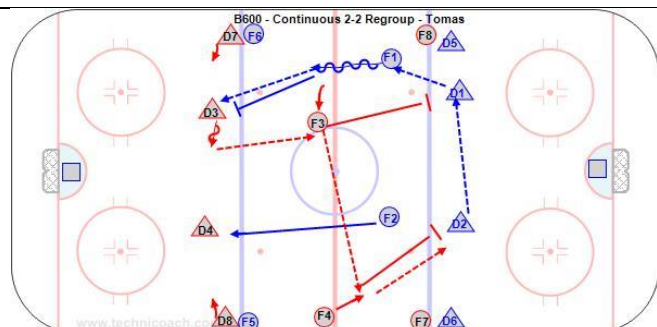 B600 - Continuous 2-2 Regroup - Tomas
D7 F6 F8 D5
F1
D1
D3
F3
F2
D2
D4
D8 F5 F4 F7 D6
www.technicoach.co